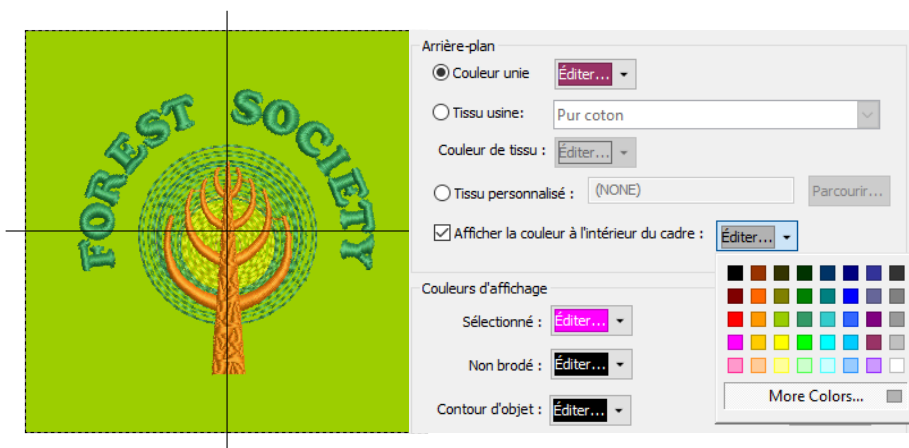 FOREST SOCIETY
Arrière-plan
Couleur unie Éditer...
Tissu usine: Pur coton
Couleur de tissu : Éditer...
Tissu personnalisé : (NONE) Parcourir...
Afficher la couleur à l'intérieur du cadre : Éditer...
Couleurs d'affichage
Sélectionné : Éditer...
Non brodé : Éditer...
More Colors...
Contour d'objet : Éditer...